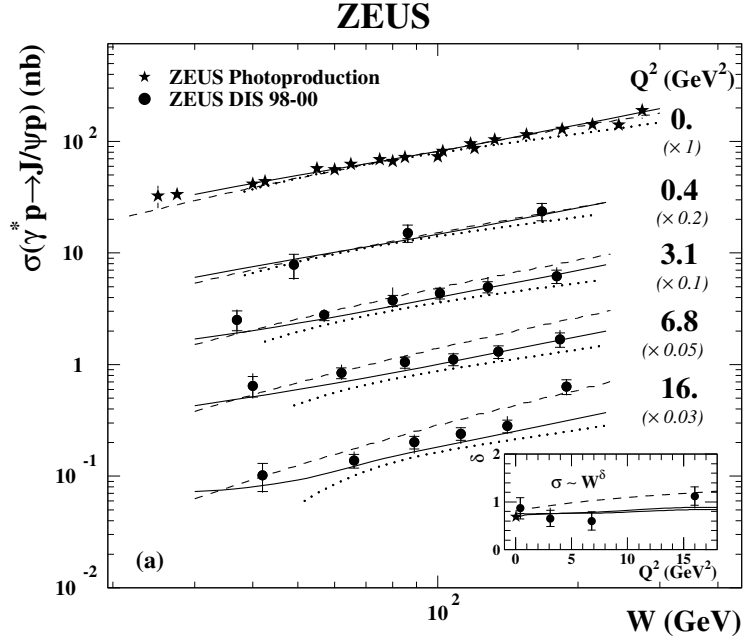 ZEUS
σ(γ* p→J/ψp) (nb)
★ ZEUS Photoproduction
● ZEUS DIS 98-00
Q² (GeV²)
0.
(× 1)
0.4
(× 0.2)
3.1
(× 0.1)
6.8
(× 0.05)
16.
(× 0.03)
10²
10
1
10⁻¹
10⁻²
(a)
δ
2
1
0
σ ~ W^δ
0 5 10 15
Q² (GeV²)
10²
W (GeV)